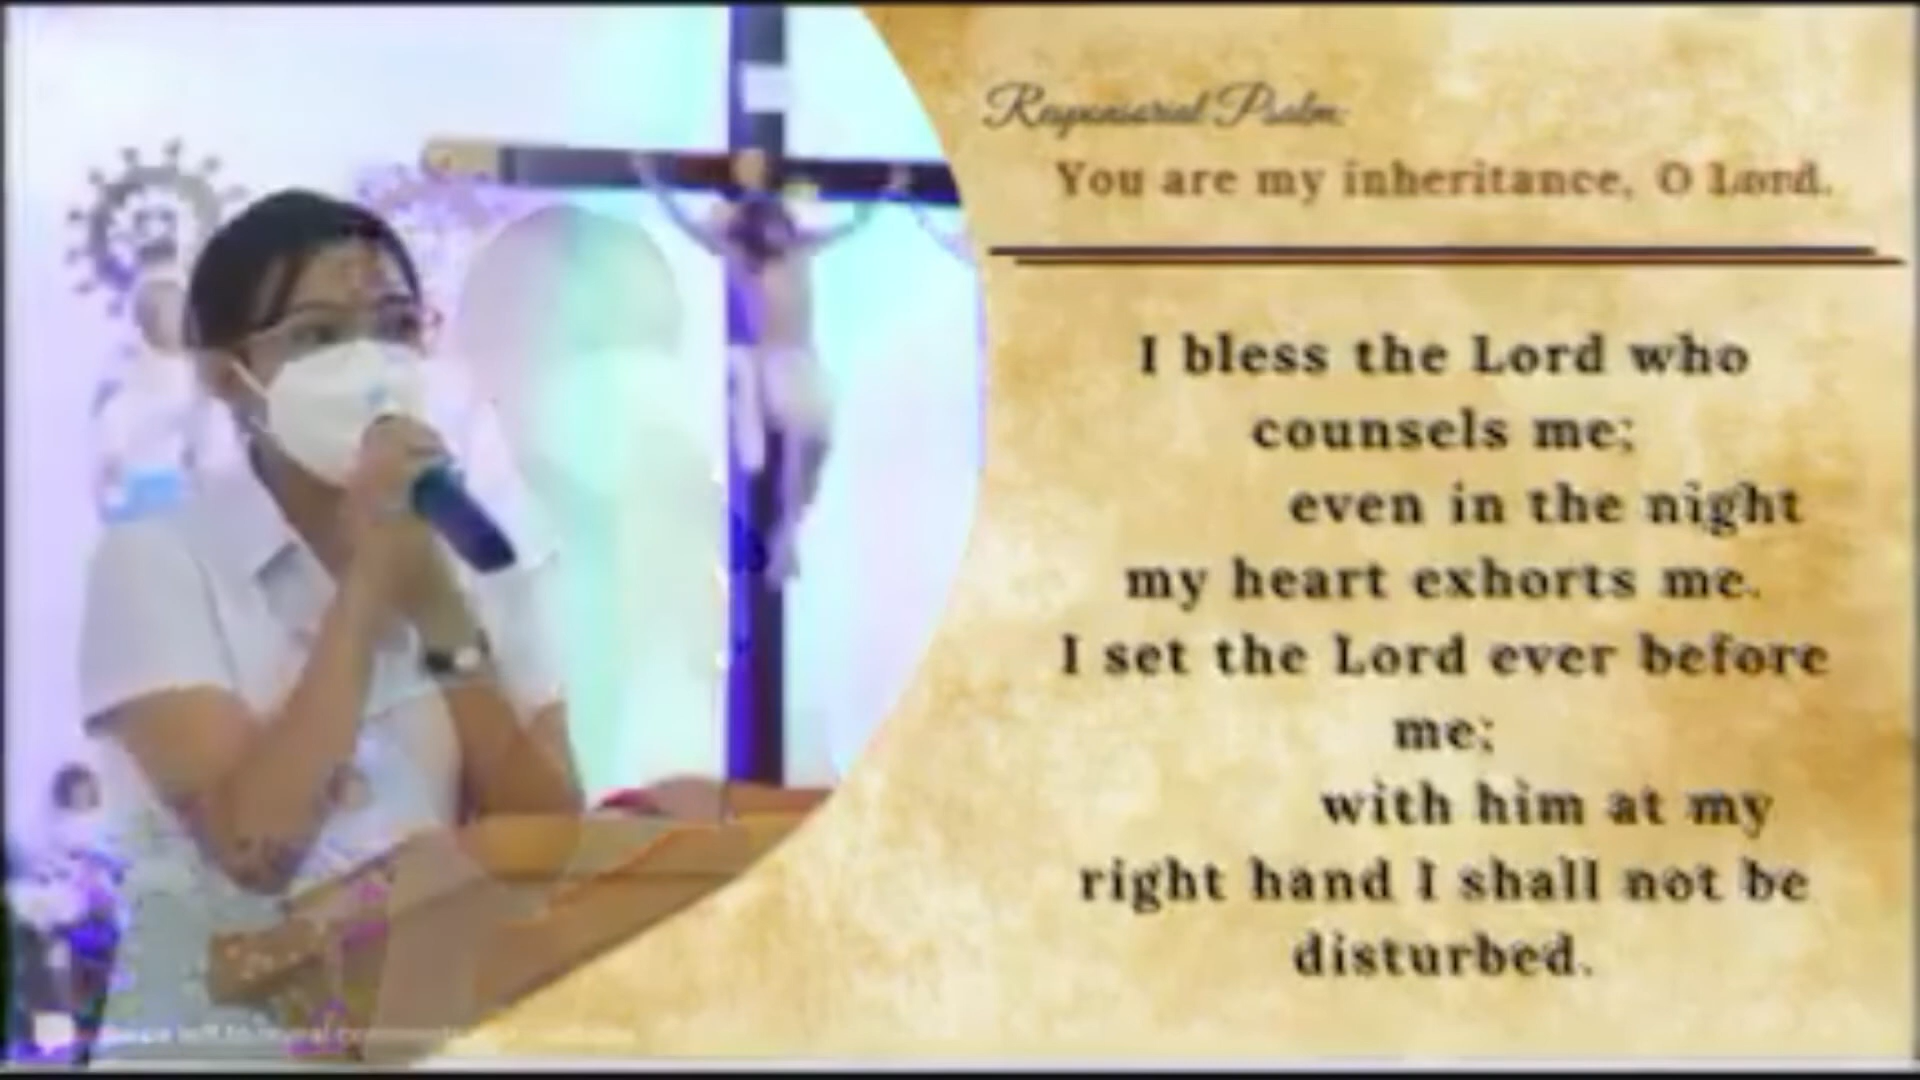 Responsorial Psalm:
You are my inheritance, O Lord.
I bless the Lord who
counsels me;
even in the night
my heart exhorts me.
I set the Lord ever before
me;
with him at my
right hand I shall not be
disturbed.